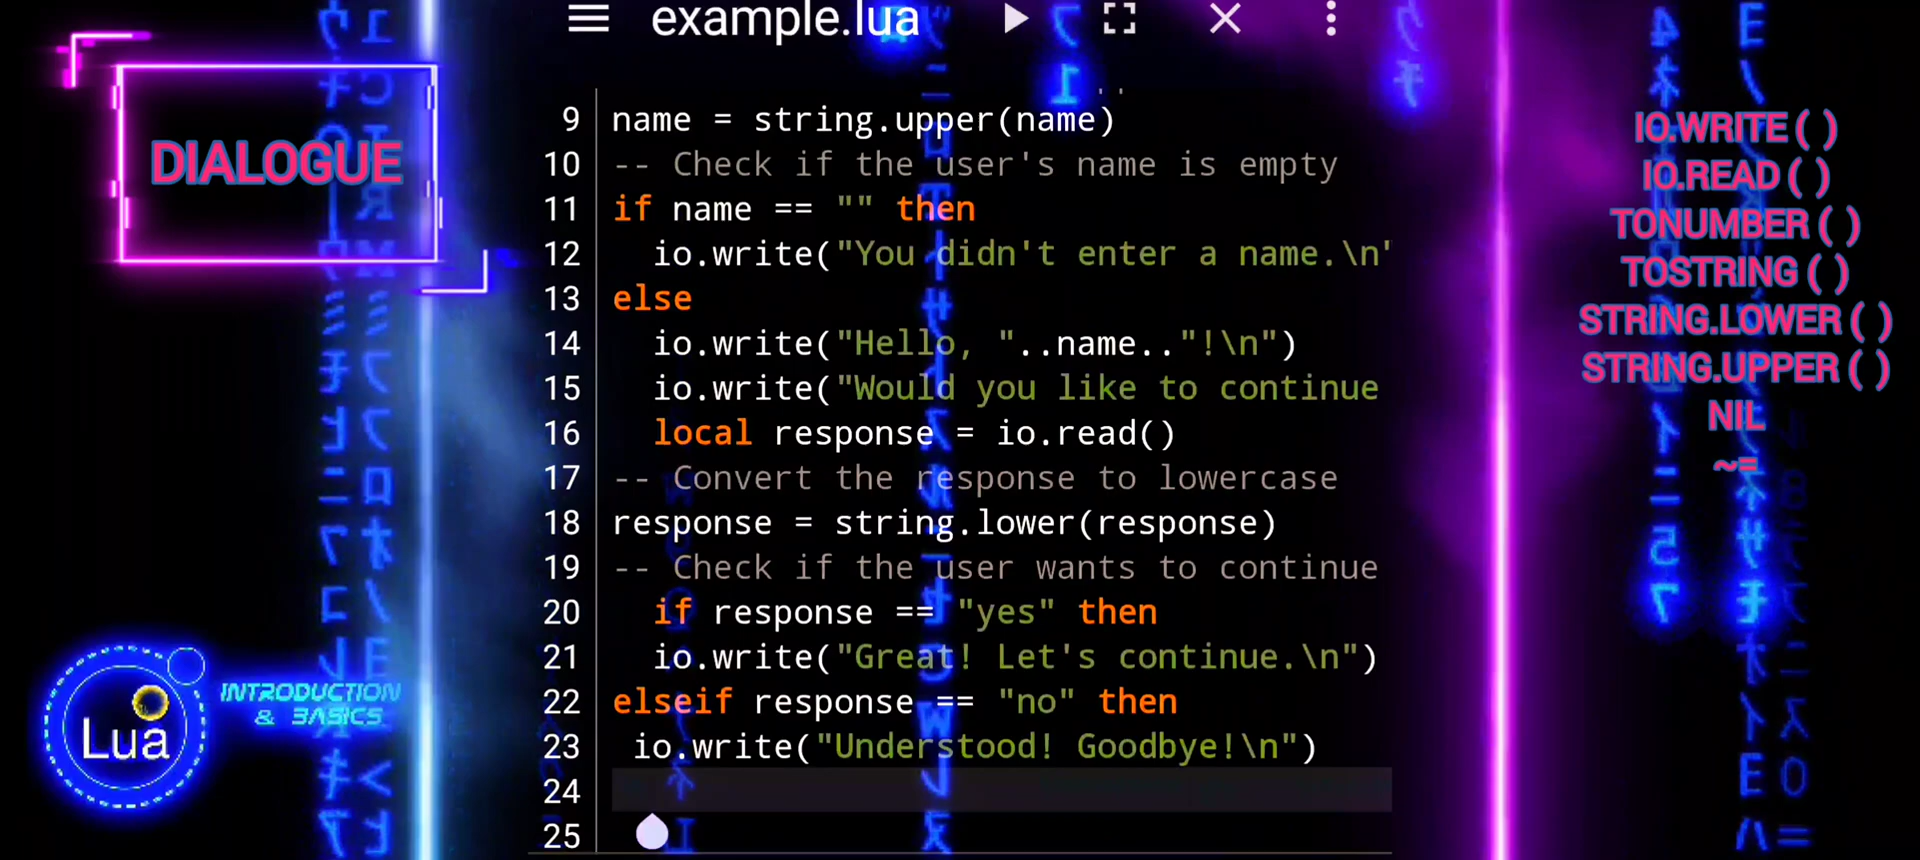 DIALOGUE
Lua
INTRODUCTION
& BASICS
example.lua
9 name = string.upper(name)
10 -- Check if the user's name is empty
11 if name == "" then
12 io.write("You didn't enter a name.\n"
13 else
14 io.write("Hello, "..name.."!\n")
15 io.write("Would you like to continue
16 local response = io.read()
17 -- Convert the response to lowercase
18 response = string.lower(response)
19 -- Check if the user wants to continue
20 if response == "yes" then
21 io.write("Great! Let's continue.\n")
22 elseif response == "no" then
23 io.write("Understood! Goodbye!\n")
24
25
IO.WRITE ( )
IO.READ ( )
TONUMBER ( )
TOSTRING ( )
STRING.LOWER ( )
STRING.UPPER ( )
NIL
~=